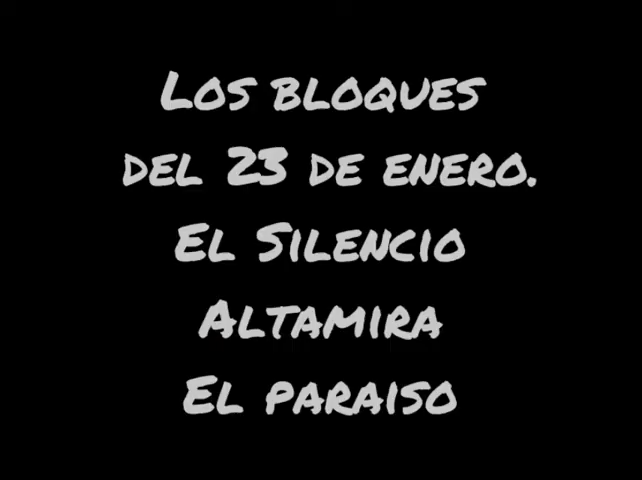 Los bloques
del 23 de enero.
El Silencio
Altamira
El paraiso